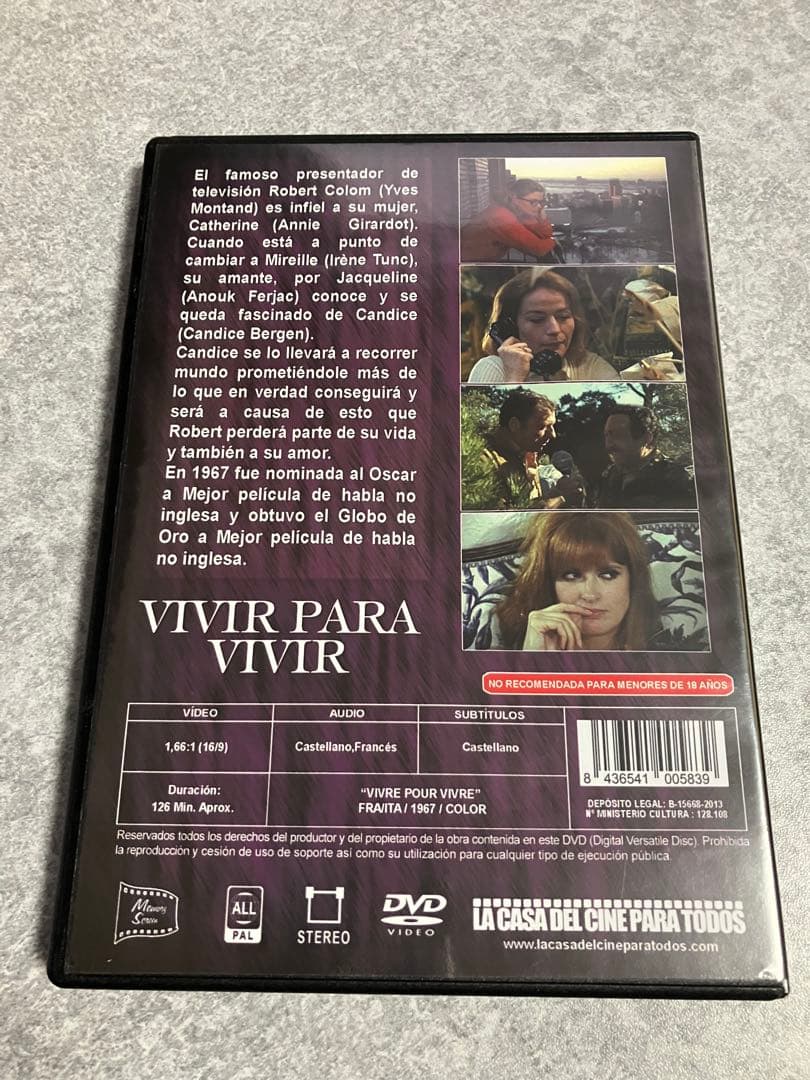 El famoso presentador de
televisión Robert Colom (Yves
Montand) es infiel a su mujer,
Catherine (Annie Girardot).
Cuando está a punto de
cambiar a Mireille (Irène Tunc),
su amante, por Jacqueline
(Anouk Ferjac) conoce y se
queda fascinado de Candice
(Candice Bergen).
Candice se lo llevará a recorrer
mundo prometiéndole más de
lo que en verdad conseguirá y
será a causa de esto que
Robert perderá parte de su vida
y también a su amor.
En 1967 fue nominada al Oscar
a Mejor película de habla no
inglesa y obtuvo el Globo de
Oro a Mejor película de habla
no inglesa.
VIVIR PARA
VIVIR
NO RECOMENDADA PARA MENORES DE 18 AÑOS
VÍDEO AUDIO SUBTÍTULOS
1,66:1 (16/9) Castellano,Francés Castellano
Duración:
126 Min. Aprox.
"VIVRE POUR VIVRE"
FRA/ITA / 1967 / COLOR
8 436541 005839
DEPÓSITO LEGAL: B-15668-2013
Nº MINISTERIO CULTURA : 128.108
Reservados todos los derechos del productor y del propietario de la obra contenida en este DVD (Digital Versatile Disc). Prohibida
la reproducción y cesión de uso de soporte así como su utilización para cualquier tipo de ejecución pública.
Memory
Screen
ALL
PAL
STEREO
DVD
VIDEO
LA CASA DEL CINE PARA TODOS
www.lacasadelcineparatodos.com